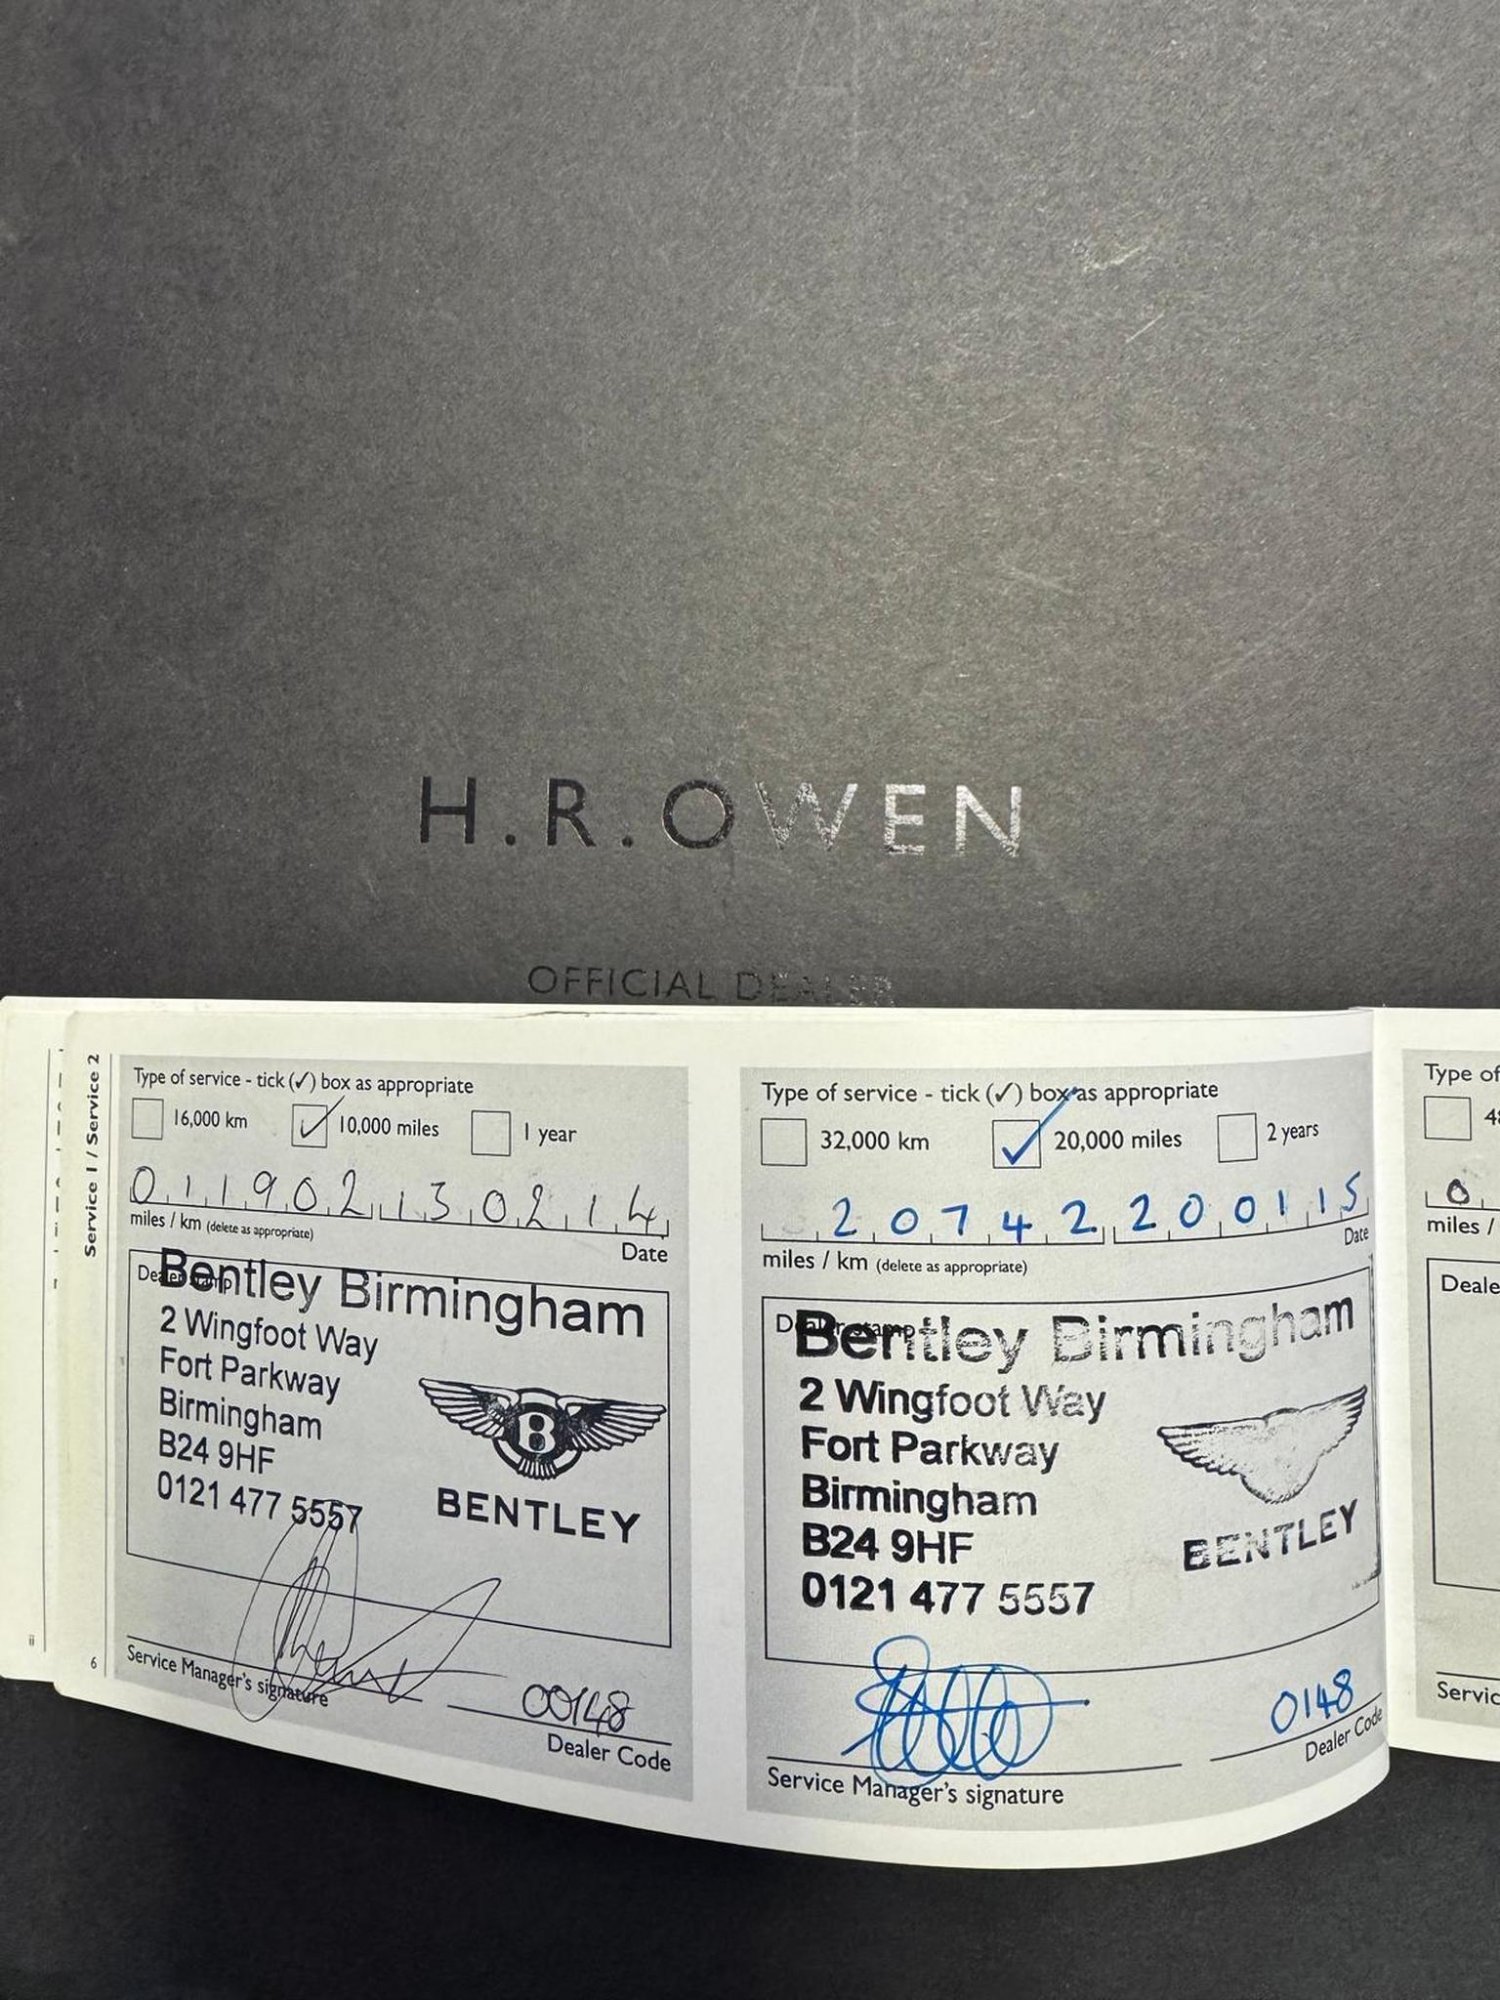 H.R.OWEN
OFFICIAL DEALER
Service 1 / Service 2
Type of service - tick (✓) box as appropriate
16,000 km
✓ 10,000 miles
1 year
011902 130214
miles / km (delete as appropriate)
Date
Dealer stamp
Bentley Birmingham
2 Wingfoot Way
Fort Parkway
Birmingham
B24 9HF
0121 477 5557
B
BENTLEY
Service Manager's signature
00148
Dealer Code
6
ii
Type of service - tick (✓) box as appropriate
32,000 km
✓ 20,000 miles
2 years
20742 200115
miles / km (delete as appropriate)
Date
Dealer stamp
Bentley Birmingham
2 Wingfoot Way
Fort Parkway
Birmingham
B24 9HF
0121 477 5557
BENTLEY
Service Manager's signature
0148
Dealer Code
Type of
0
miles /
Deale
Servic